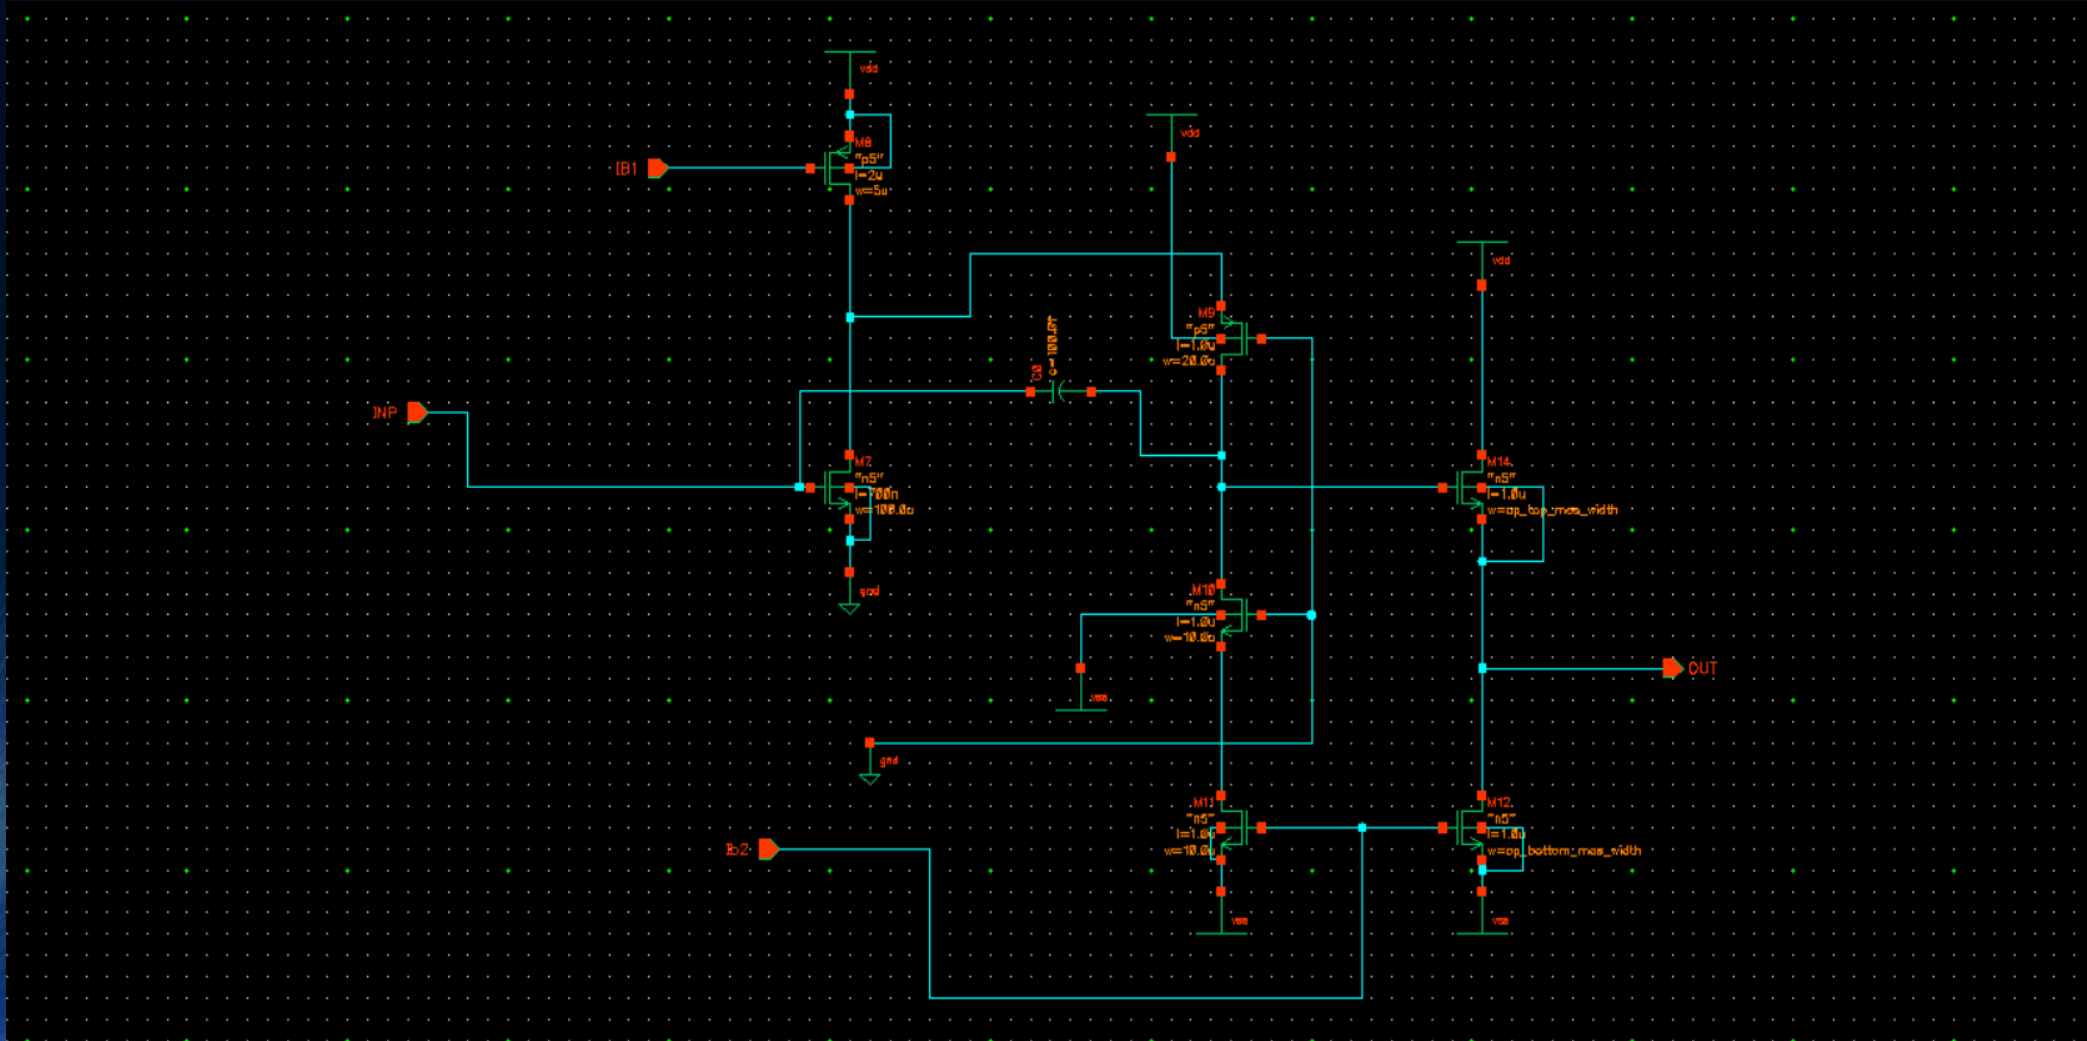 vdd
M8
"p5"
l=2u
w=5u
IB1
vdd
vdd
M9
"p5"
l=1.0u
w=20.0u
C0
INP
M7
"n5"
l=700n
w=100.0u
gnd
M14
"n5"
l=1.0u
w=op_top_mos_width
M10
"n5"
l=1.0u
w=10.0u
vss
OUT
gnd
M11
"n5"
l=1.0u
w=10.0u
M12
"n5"
l=1.0u
w=op_bottom_mos_width
Ib2
vss
vss